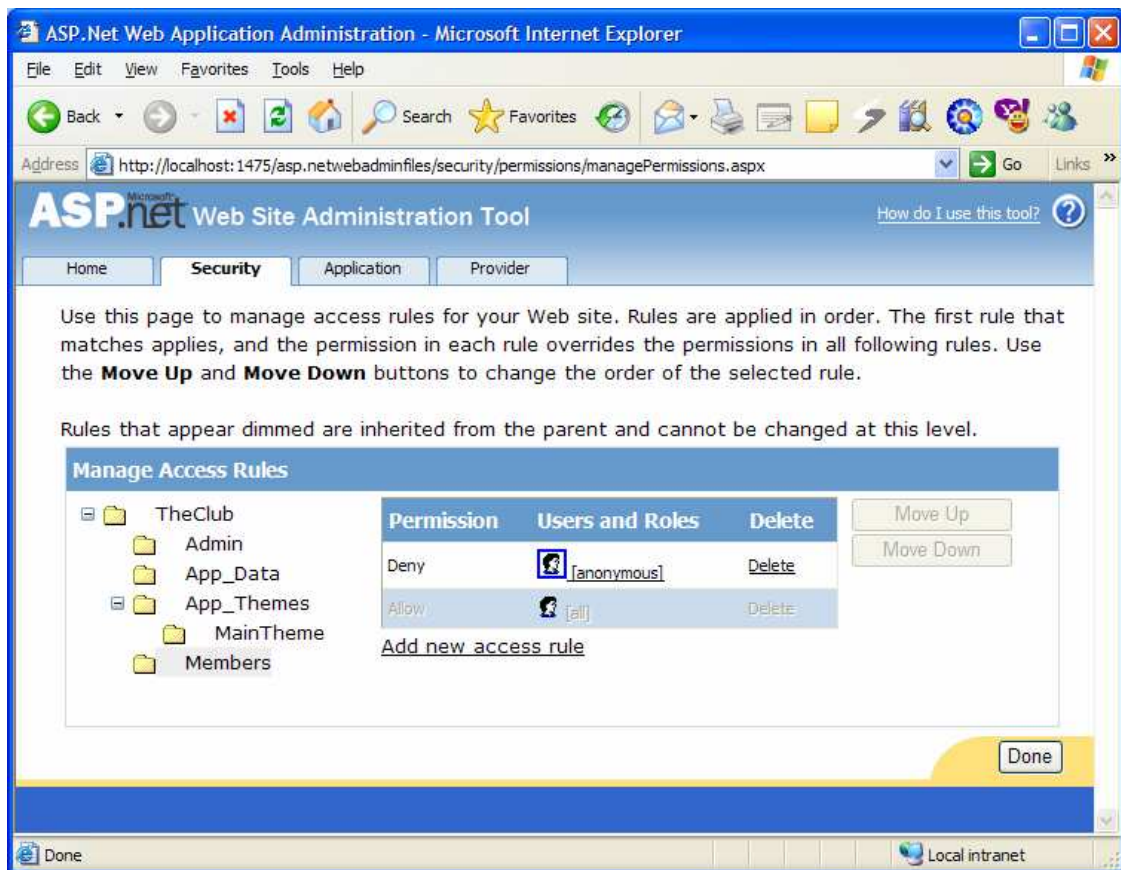 ASP.Net Web Application Administration - Microsoft Internet Explorer
File Edit View Favorites Tools Help
Back Search Favorites
Address http://localhost:1475/asp.netwebadminfiles/security/permissions/managePermissions.aspx Go Links »
Microsoft
ASP.net Web Site Administration Tool How do I use this tool? ?
Home Security Application Provider
Use this page to manage access rules for your Web site. Rules are applied in order. The first rule that
matches applies, and the permission in each rule overrides the permissions in all following rules. Use
the Move Up and Move Down buttons to change the order of the selected rule.
Rules that appear dimmed are inherited from the parent and cannot be changed at this level.
Manage Access Rules
TheClub
Admin
App_Data
App_Themes
MainTheme
Members
Permission Users and Roles Delete
Deny [anonymous] Delete
Allow [all] Delete
Add new access rule
Move Up
Move Down
Done
Done Local intranet